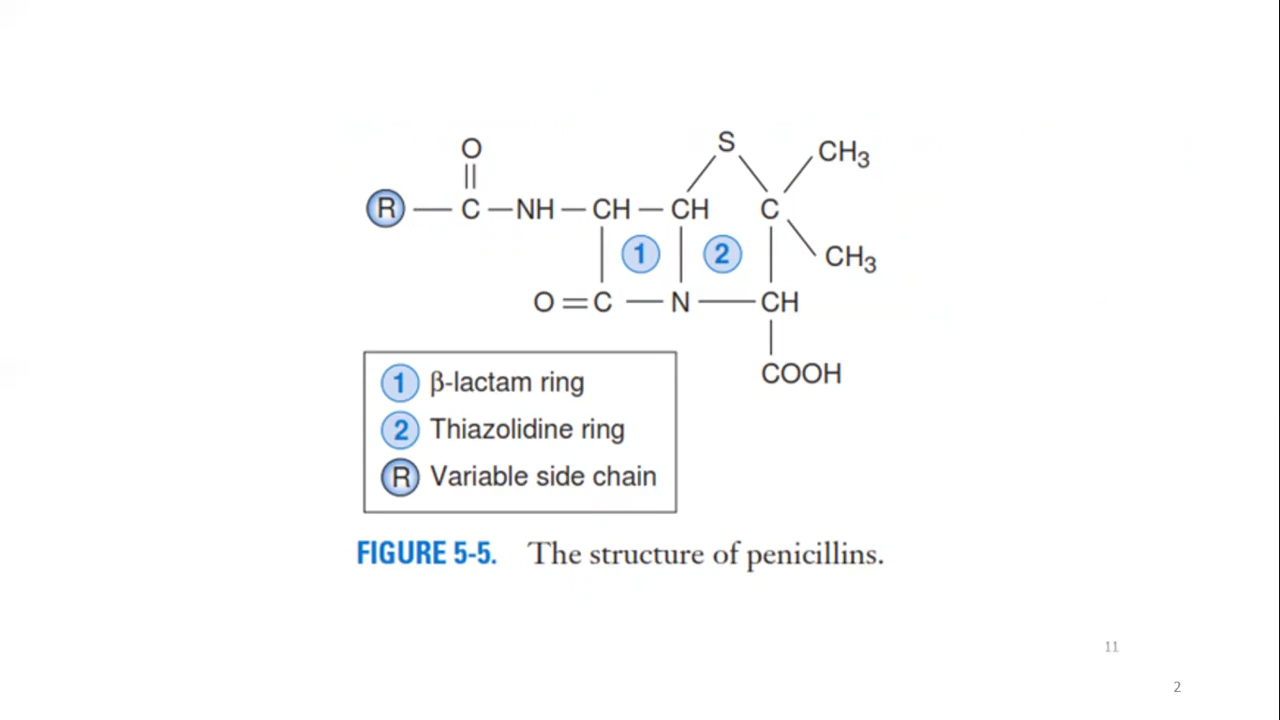 O
S
CH3
R — C — NH — CH — CH C
1 2
CH3
O = C — N — CH
COOH
1 β-lactam ring
2 Thiazolidine ring
R Variable side chain
FIGURE 5-5. The structure of penicillins.
11
2